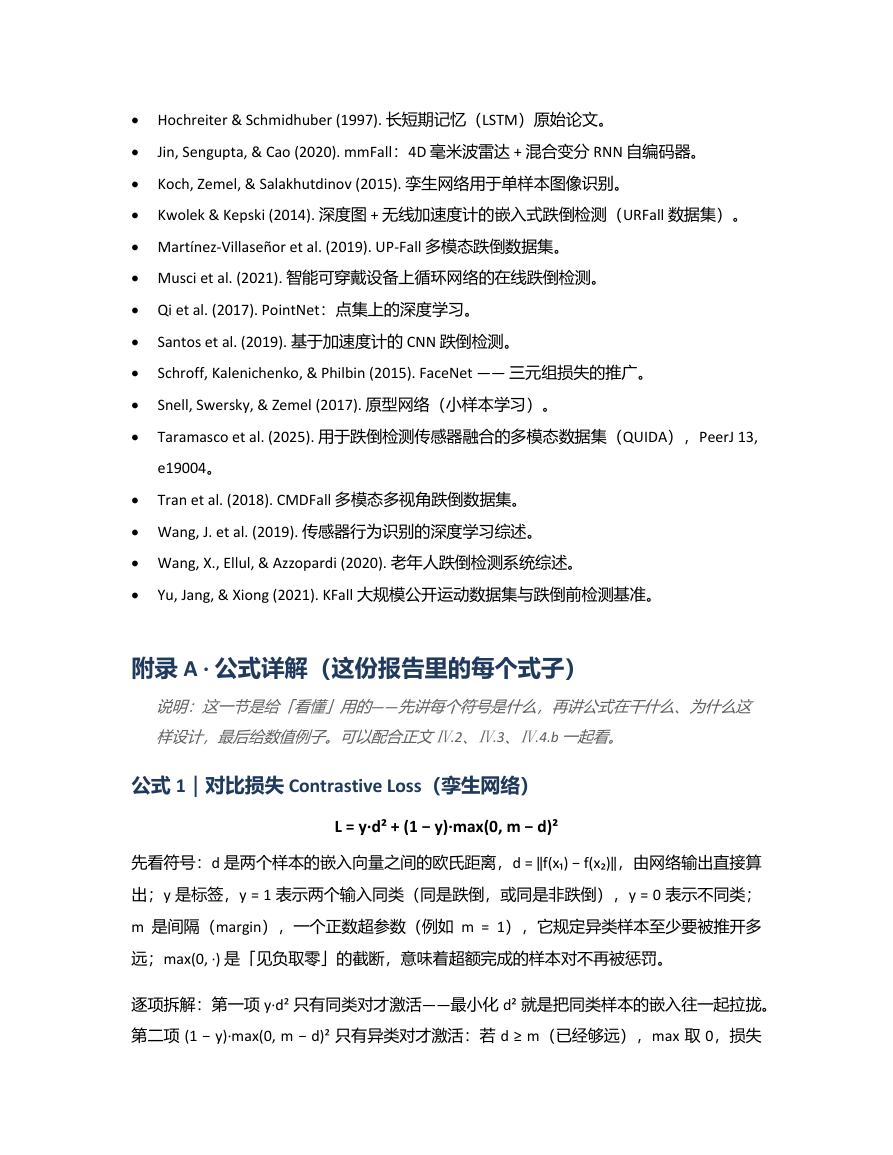 • Hochreiter & Schmidhuber (1997). 长短期记忆（LSTM）原始论文。
• Jin, Sengupta, & Cao (2020). mmFall：4D 毫米波雷达 + 混合变分 RNN 自编码器。
• Koch, Zemel, & Salakhutdinov (2015). 孪生网络用于单样本图像识别。
• Kwolek & Kepski (2014). 深度图 + 无线加速度计的嵌入式跌倒检测（URFall 数据集）。
• Martínez-Villaseñor et al. (2019). UP-Fall 多模态跌倒数据集。
• Musci et al. (2021). 智能可穿戴设备上循环网络的在线跌倒检测。
• Qi et al. (2017). PointNet：点集上的深度学习。
• Santos et al. (2019). 基于加速度计的 CNN 跌倒检测。
• Schroff, Kalenichenko, & Philbin (2015). FaceNet —— 三元组损失的推广。
• Snell, Swersky, & Zemel (2017). 原型网络（小样本学习）。
• Taramasco et al. (2025). 用于跌倒检测传感器融合的多模态数据集（QUIDA），PeerJ 13,
e19004。
• Tran et al. (2018). CMDFall 多模态多视角跌倒数据集。
• Wang, J. et al. (2019). 传感器行为识别的深度学习综述。
• Wang, X., Ellul, & Azzopardi (2020). 老年人跌倒检测系统综述。
• Yu, Jang, & Xiong (2021). KFall 大规模公开运动数据集与跌倒前检测基准。
附录 A · 公式详解（这份报告里的每个式子）
说明：这一节是给「看懂」用的——先讲每个符号是什么，再讲公式在干什么、为什么这
样设计，最后给数值例子。可以配合正文 Ⅳ.2、Ⅳ.3、Ⅳ.4.b 一起看。
公式 1｜对比损失 Contrastive Loss（孪生网络）
L = y·d² + (1 − y)·max(0, m − d)²
先看符号：d 是两个样本的嵌入向量之间的欧氏距离，d = ‖f(x₁) − f(x₂)‖，由网络输出直接算
出；y 是标签，y = 1 表示两个输入同类（同是跌倒，或同是非跌倒），y = 0 表示不同类；
m 是间隔（margin），一个正数超参数（例如 m = 1），它规定异类样本至少要被推开多
远；max(0, ·) 是「见负取零」的截断，意味着超额完成的样本对不再被惩罚。
逐项拆解：第一项 y·d² 只有同类对才激活——最小化 d² 就是把同类样本的嵌入往一起拉拢。
第二项 (1 − y)·max(0, m − d)² 只有异类对才激活：若 d ≥ m（已经够远），max 取 0，损失